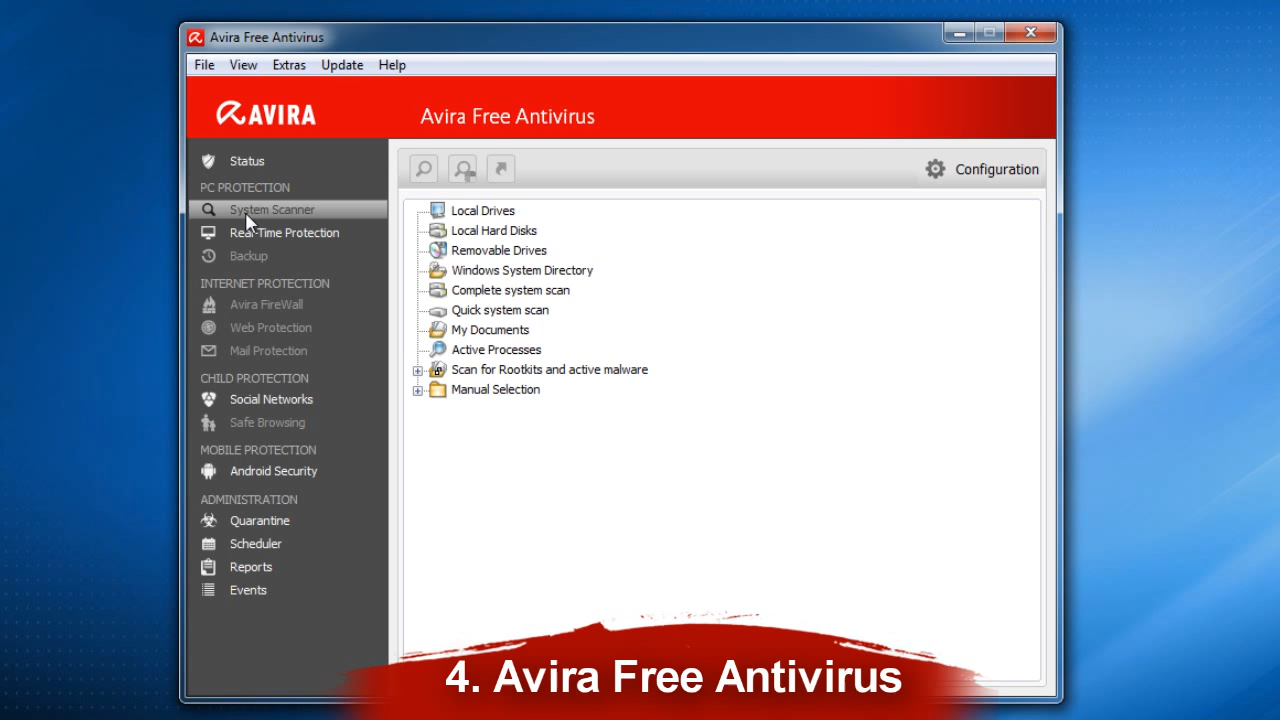 Avira Free Antivirus
File View Extras Update Help
AVIRA
Avira Free Antivirus
Status
PC PROTECTION
System Scanner
Real-Time Protection
Backup
INTERNET PROTECTION
Avira FireWall
Web Protection
Mail Protection
CHILD PROTECTION
Social Networks
Safe Browsing
MOBILE PROTECTION
Android Security
ADMINISTRATION
Quarantine
Scheduler
Reports
Events
Configuration
Local Drives
Local Hard Disks
Removable Drives
Windows System Directory
Complete system scan
Quick system scan
My Documents
Active Processes
Scan for Rootkits and active malware
Manual Selection
4. Avira Free Antivirus